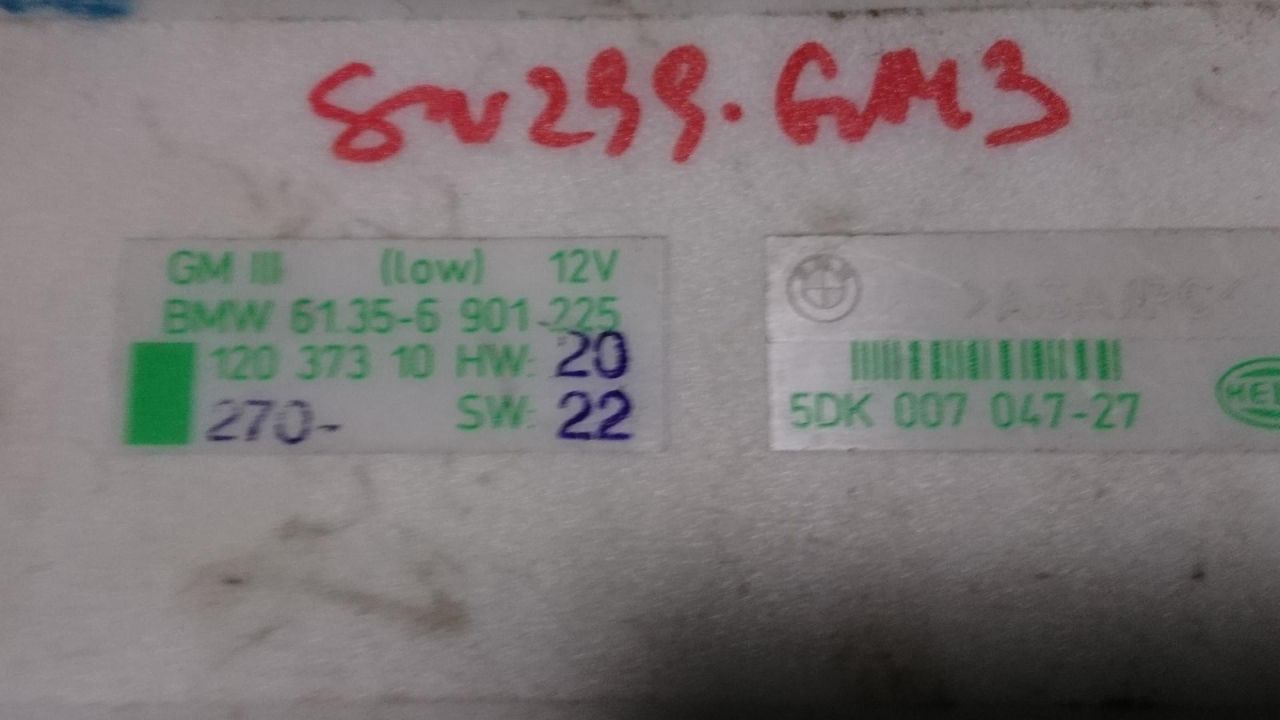 SN299.GM3
GM III (low) 12V
BMW 61.35-6 901-225
120 373 10 HW: 20
270- SW: 22
5DK 007 047-27